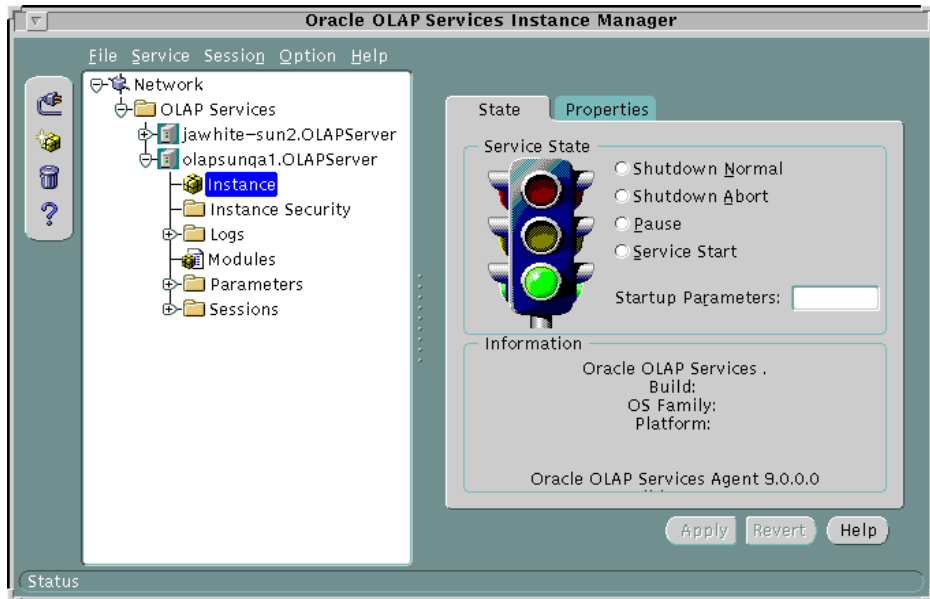 Oracle OLAP Services Instance Manager
File Service Session Option Help
Network
OLAP Services
jawhite-sun2.OLAPServer
olapsunqa1.OLAPServer
Instance
Instance Security
Logs
Modules
Parameters
Sessions
State Properties
Service State
Shutdown Normal
Shutdown Abort
Pause
Service Start
Startup Parameters:
Information
Oracle OLAP Services .
Build:
OS Family:
Platform:
Oracle OLAP Services Agent 9.0.0.0
Apply Revert Help
Status